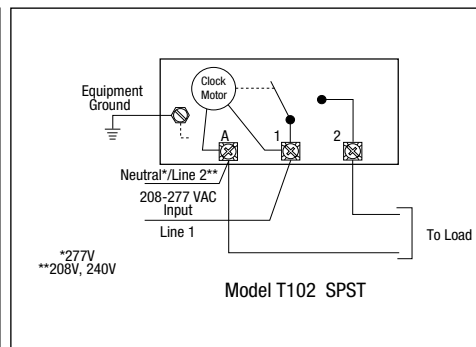 Clock
Motor
Equipment
Ground
A
1
2
Neutral*/Line 2**
208-277 VAC
Input
Line 1
To Load
*277V
**208V, 240V
Model T102 SPST